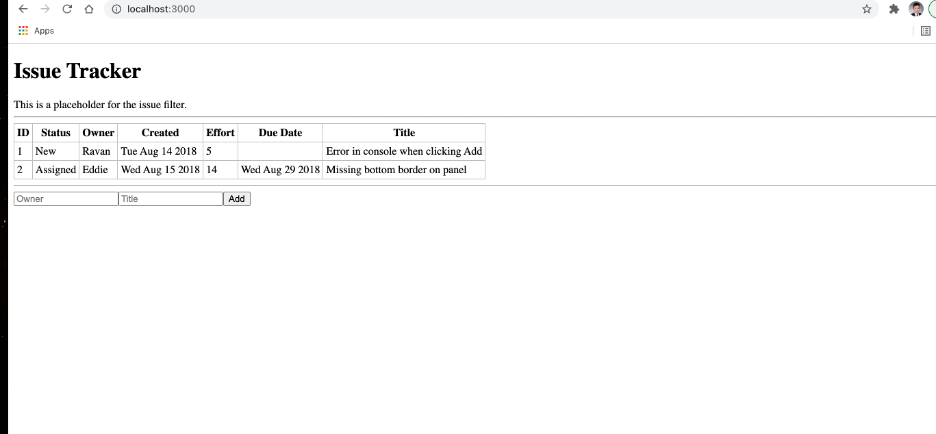 localhost:3000
Apps
Issue Tracker
This is a placeholder for the issue filter.
ID Status Owner Created Effort Due Date Title
1 New Ravan Tue Aug 14 2018 5 Error in console when clicking Add
2 Assigned Eddie Wed Aug 15 2018 14 Wed Aug 29 2018 Missing bottom border on panel
Owner Title Add